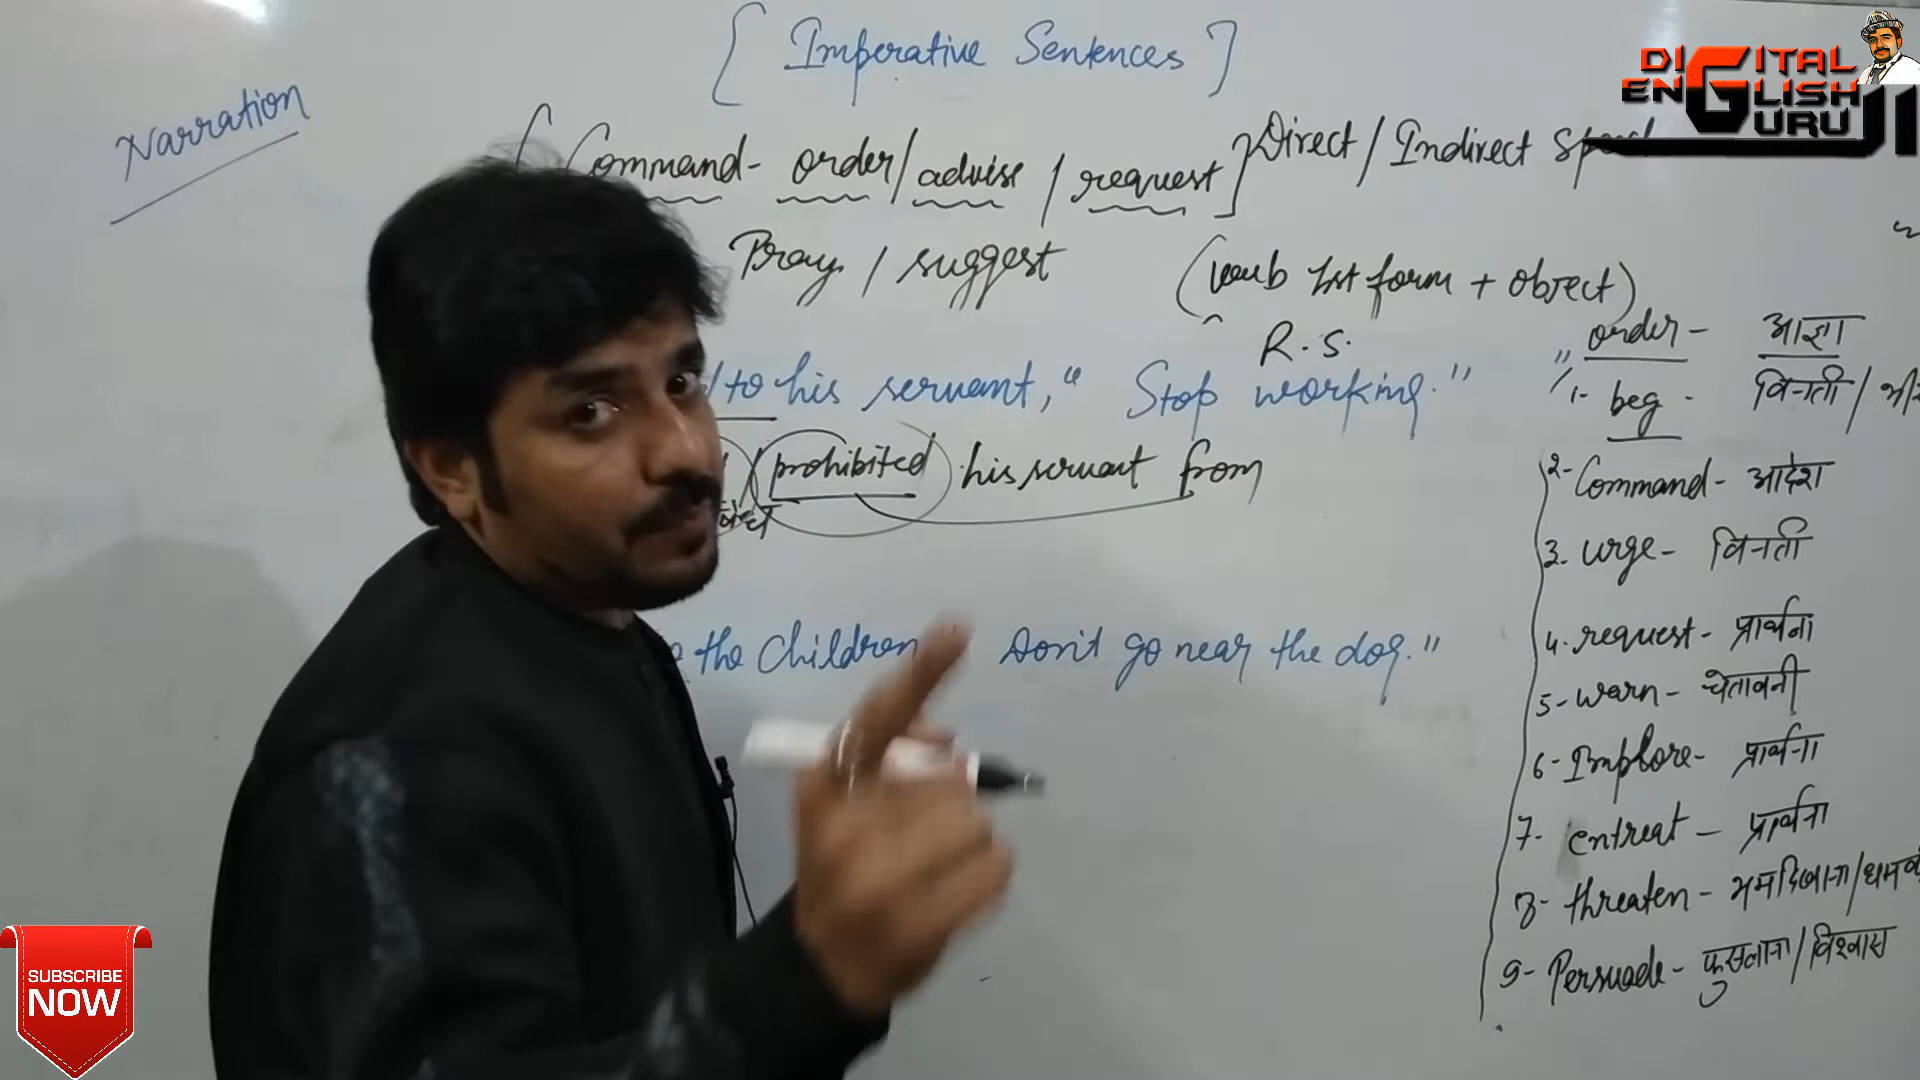 [ Imperative Sentences ]
Narration
[ Command- order/ advise / request ] Direct / Indirect
Pray / suggest
(verb 1st form + object)
R.S.
to his servant, " Stop working."
prohibited his servant from
the Children " Don't go near the dog."
order- आज्ञा
1- beg - विनती /
2- Command- आदेश
3. urge- विनती
4. request- प्रार्थना
5- warn- चेतावनी
6- Implore- प्रार्थना
7- entreat- प्रार्थना
8- threaten-
9- Persuade- फुसलाना/विश्वास
DIGITAL
ENGLISH
GURUJI
SUBSCRIBE
NOW